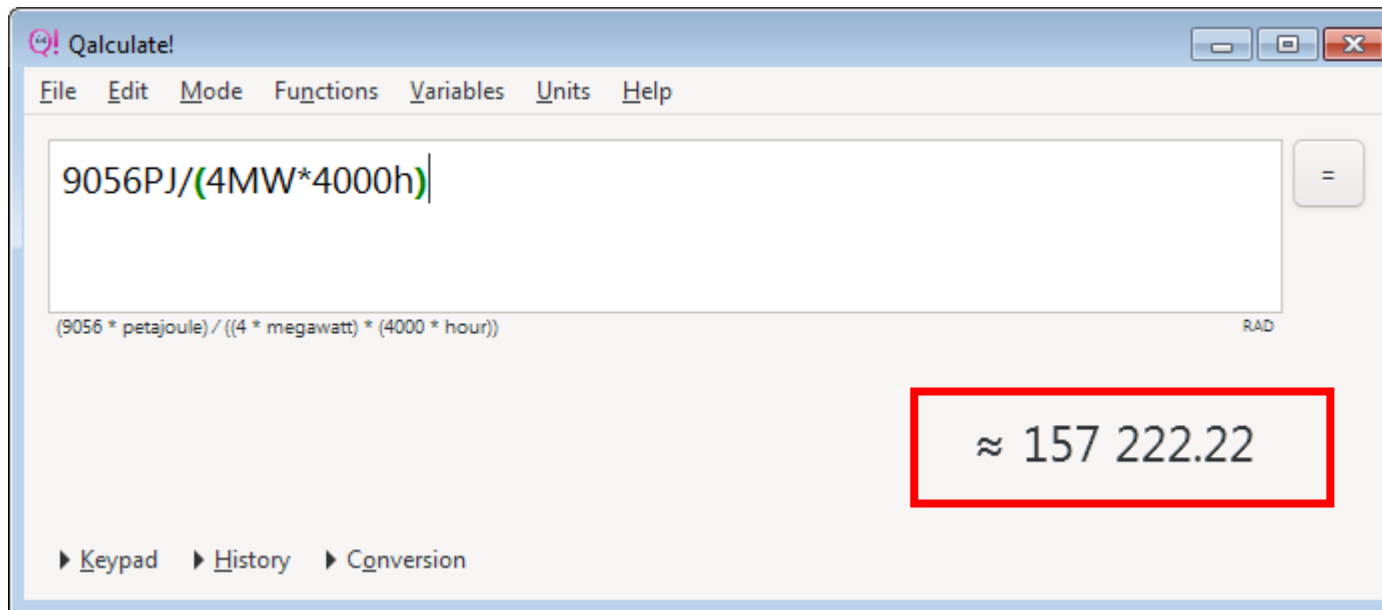 Q! Qalculate!
File Edit Mode Functions Variables Units Help
9056PJ/(4MW*4000h)
=
(9056 * petajoule) / ((4 * megawatt) * (4000 * hour))
RAD
≈ 157 222.22
Keypad History Conversion